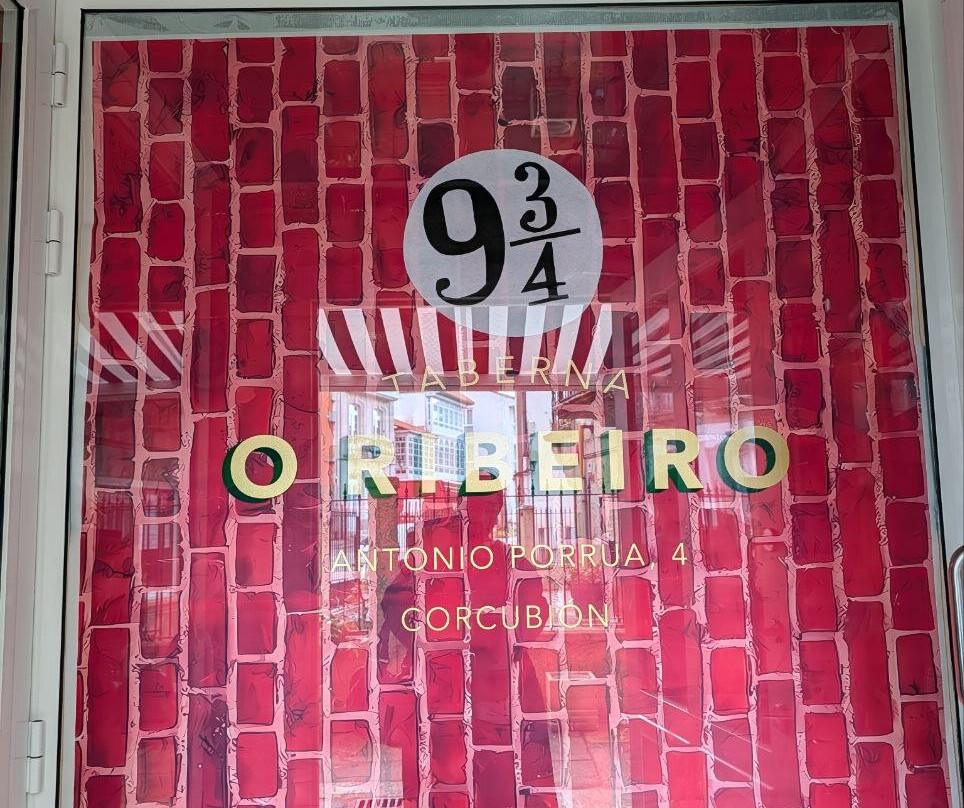 9 3/4
TABERNA
O RIBEIRO
ANTONIO PORRUA, 4
CORCUBIÓN